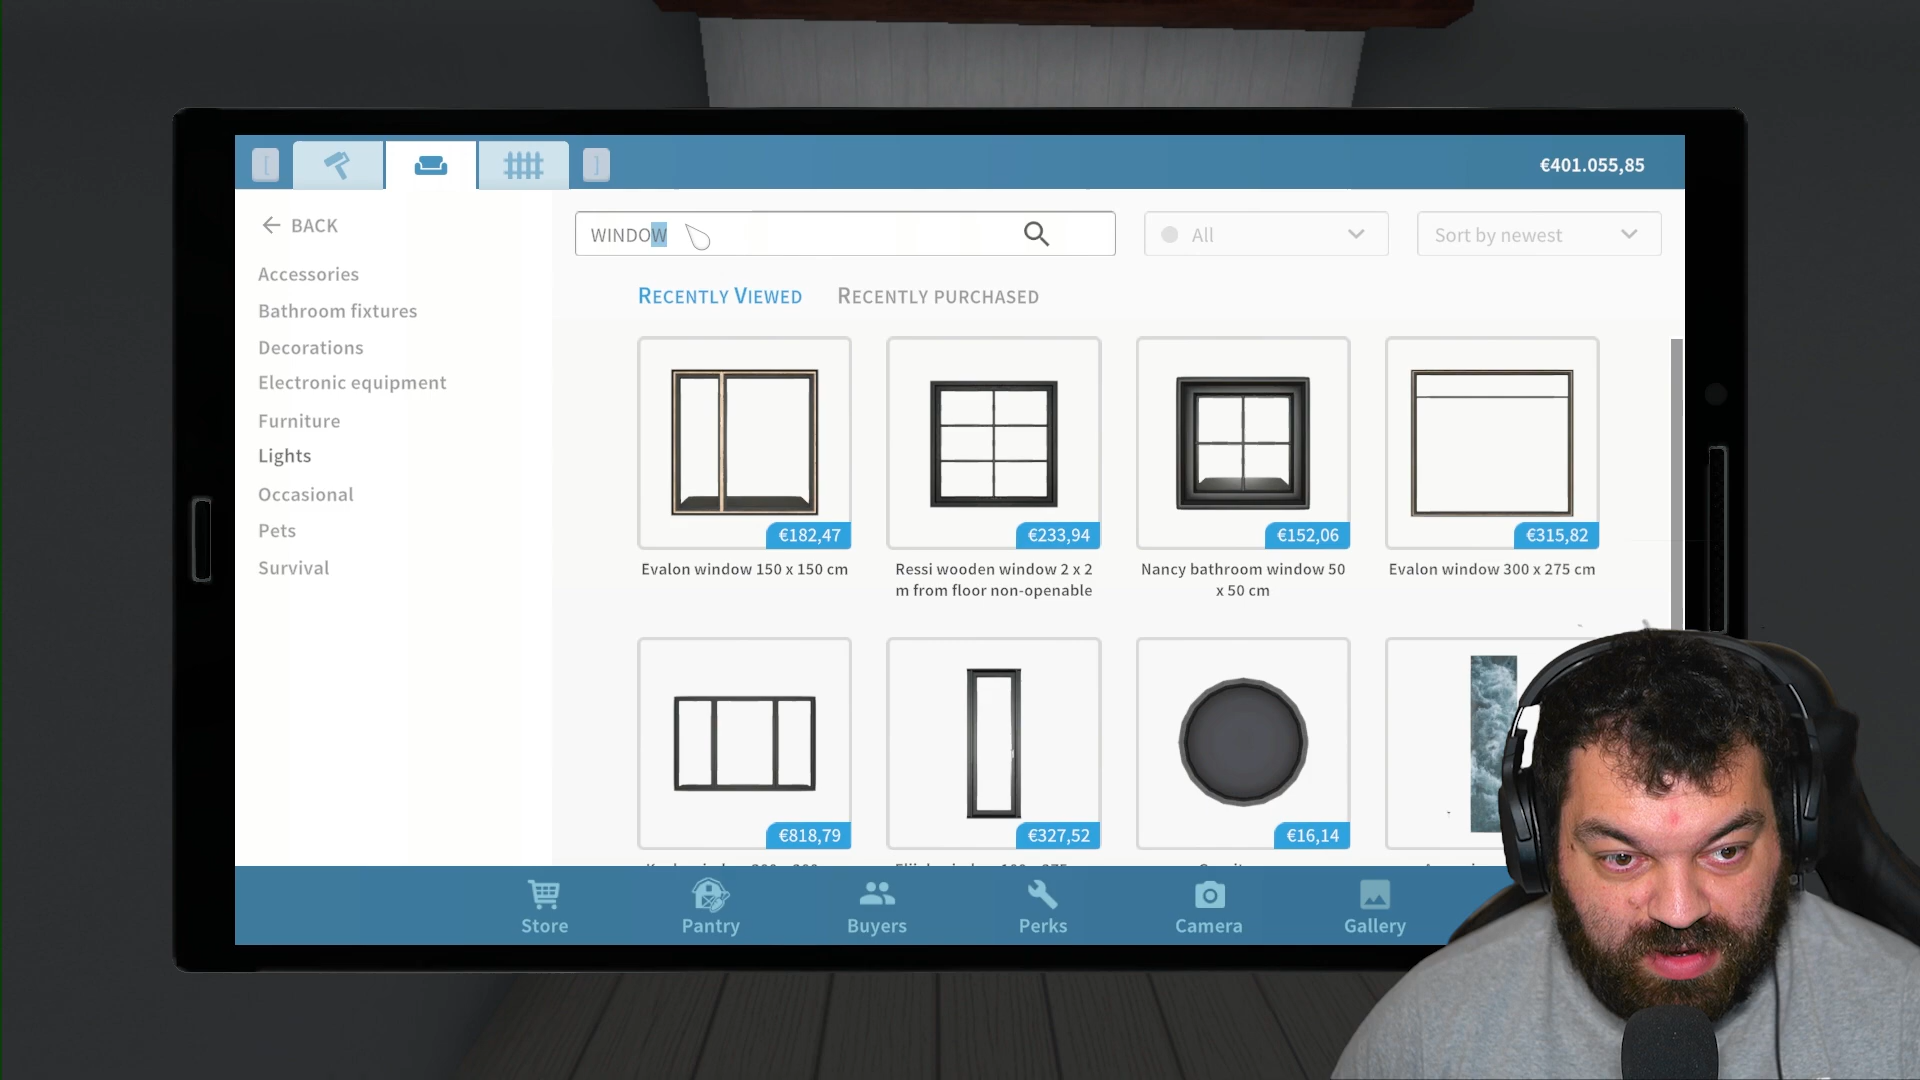 [
]
€401.055,85
BACK
WINDOW
All
Sort by newest
Accessories
Bathroom fixtures
Decorations
Electronic equipment
Furniture
Lights
Occasional
Pets
Survival
RECENTLY VIEWED
RECENTLY PURCHASED
€182,47
€233,94
€152,06
€315,82
Evalon window 150 x 150 cm
Ressi wooden window 2 x 2
m from floor non-openable
Nancy bathroom window 50
x 50 cm
Evalon window 300 x 275 cm
€818,79
€327,52
€16,14
Store
Pantry
Buyers
Perks
Camera
Gallery